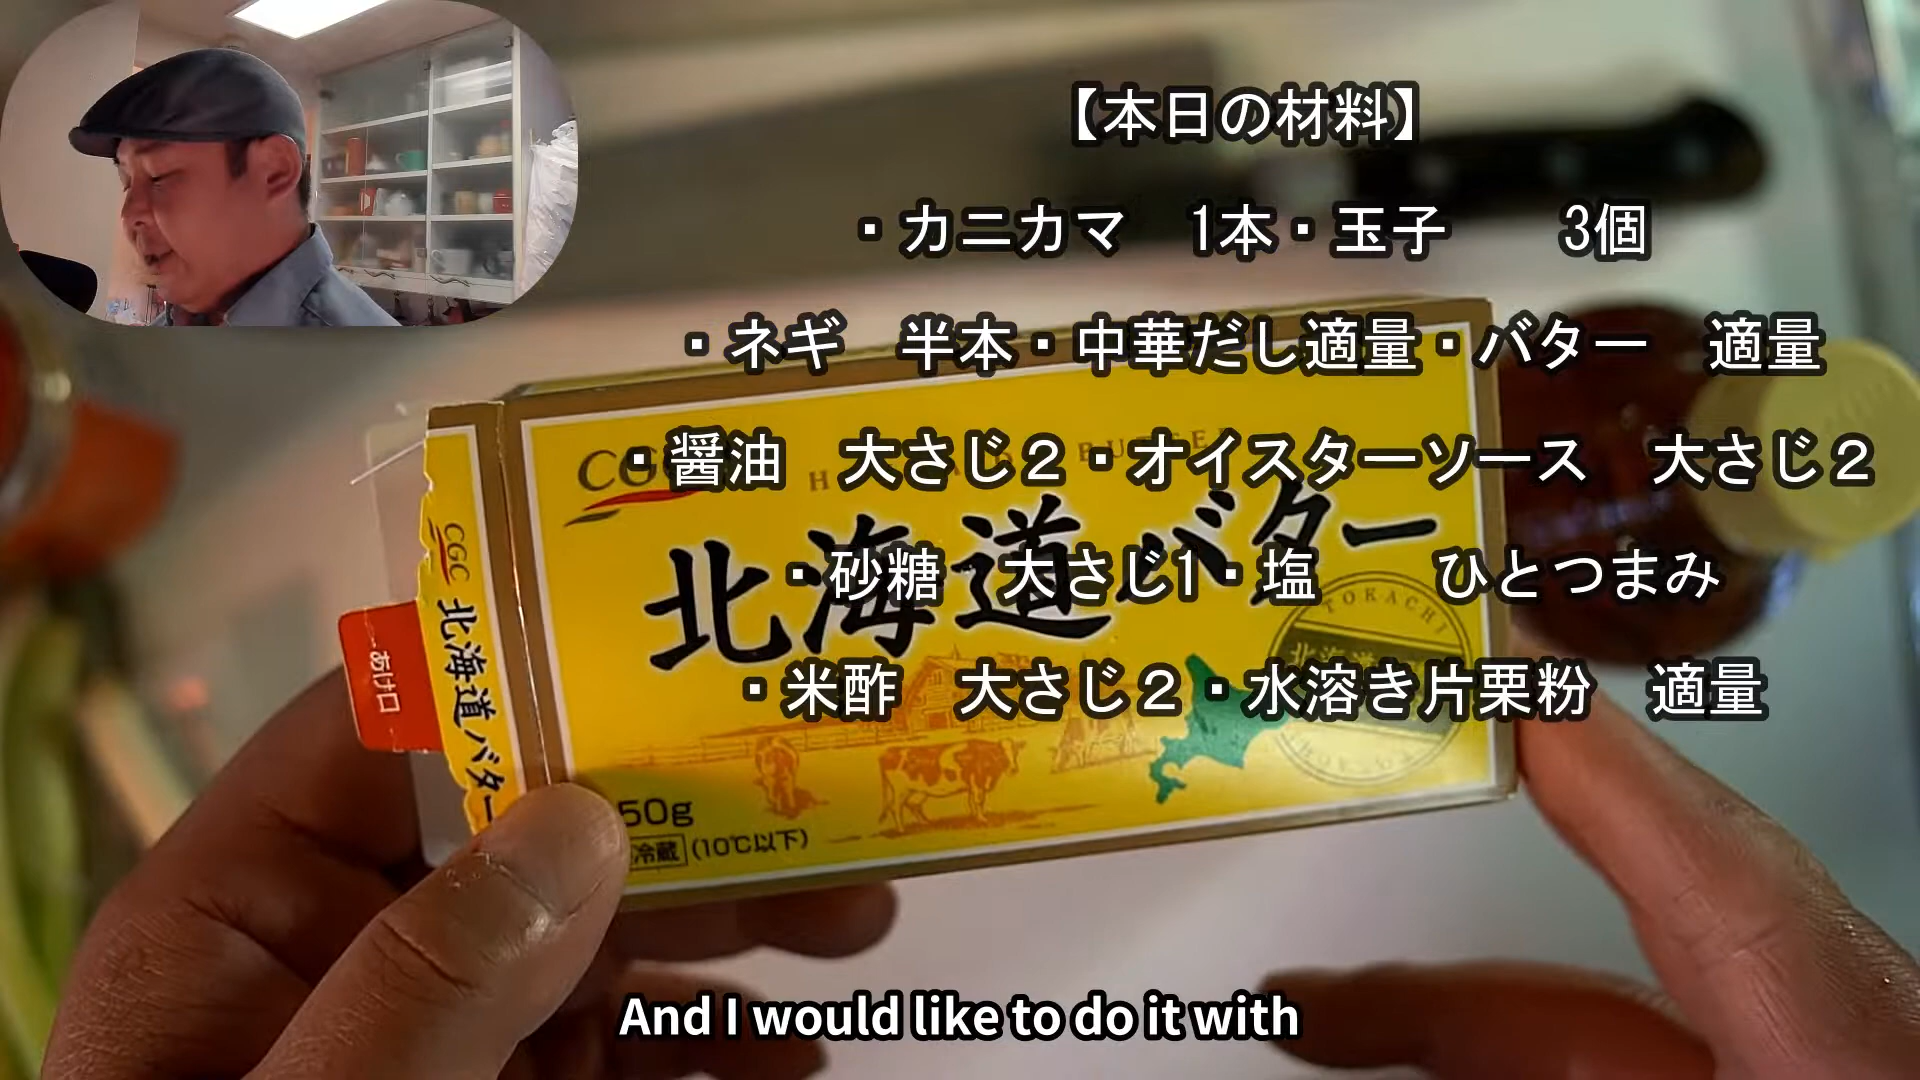 【本日の材料】
・カニカマ　1本・玉子　　3個
・ネギ　半本・中華だし適量・バター　適量
・醤油　大さじ２・オイスターソース　大さじ２
・砂糖　大さじ1・塩　　ひとつまみ
・米酢　大さじ２・水溶き片栗粉　適量
CGC
北海道バター
TOKACHI
50g
冷蔵 (10℃以下)
CGC 北海道バター
あけ口
And I would like to do it with